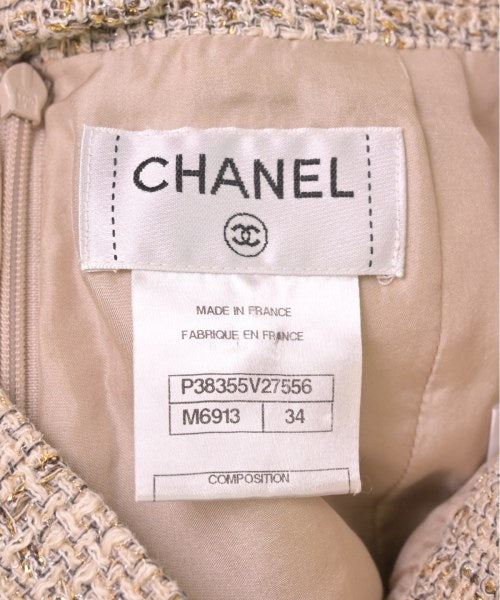 CHANEL
MADE IN FRANCE
FABRIQUE EN FRANCE
P38355V27556
M6913 34
COMPOSITION